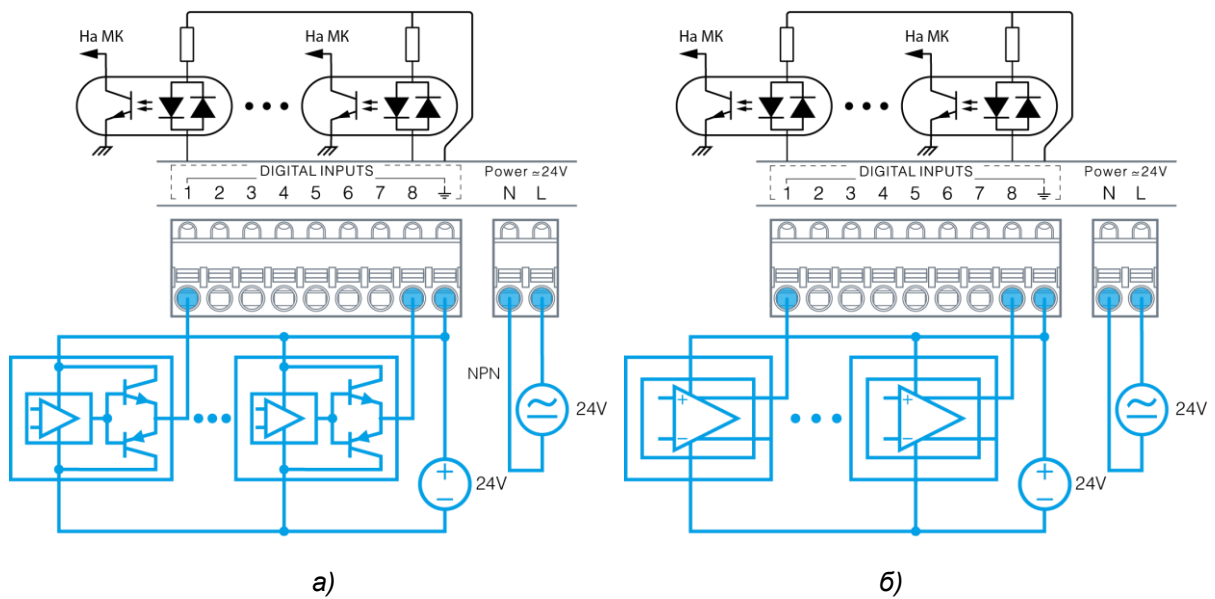 На МК На МК
DIGITAL INPUTS Power ≃24V
1 2 3 4 5 6 7 8 ⏚ N L
NPN
24V
+
–
24V
а)
На МК На МК
DIGITAL INPUTS Power ≃24V
1 2 3 4 5 6 7 8 ⏚ N L
+ +
– –
24V
+
–
24V
б)